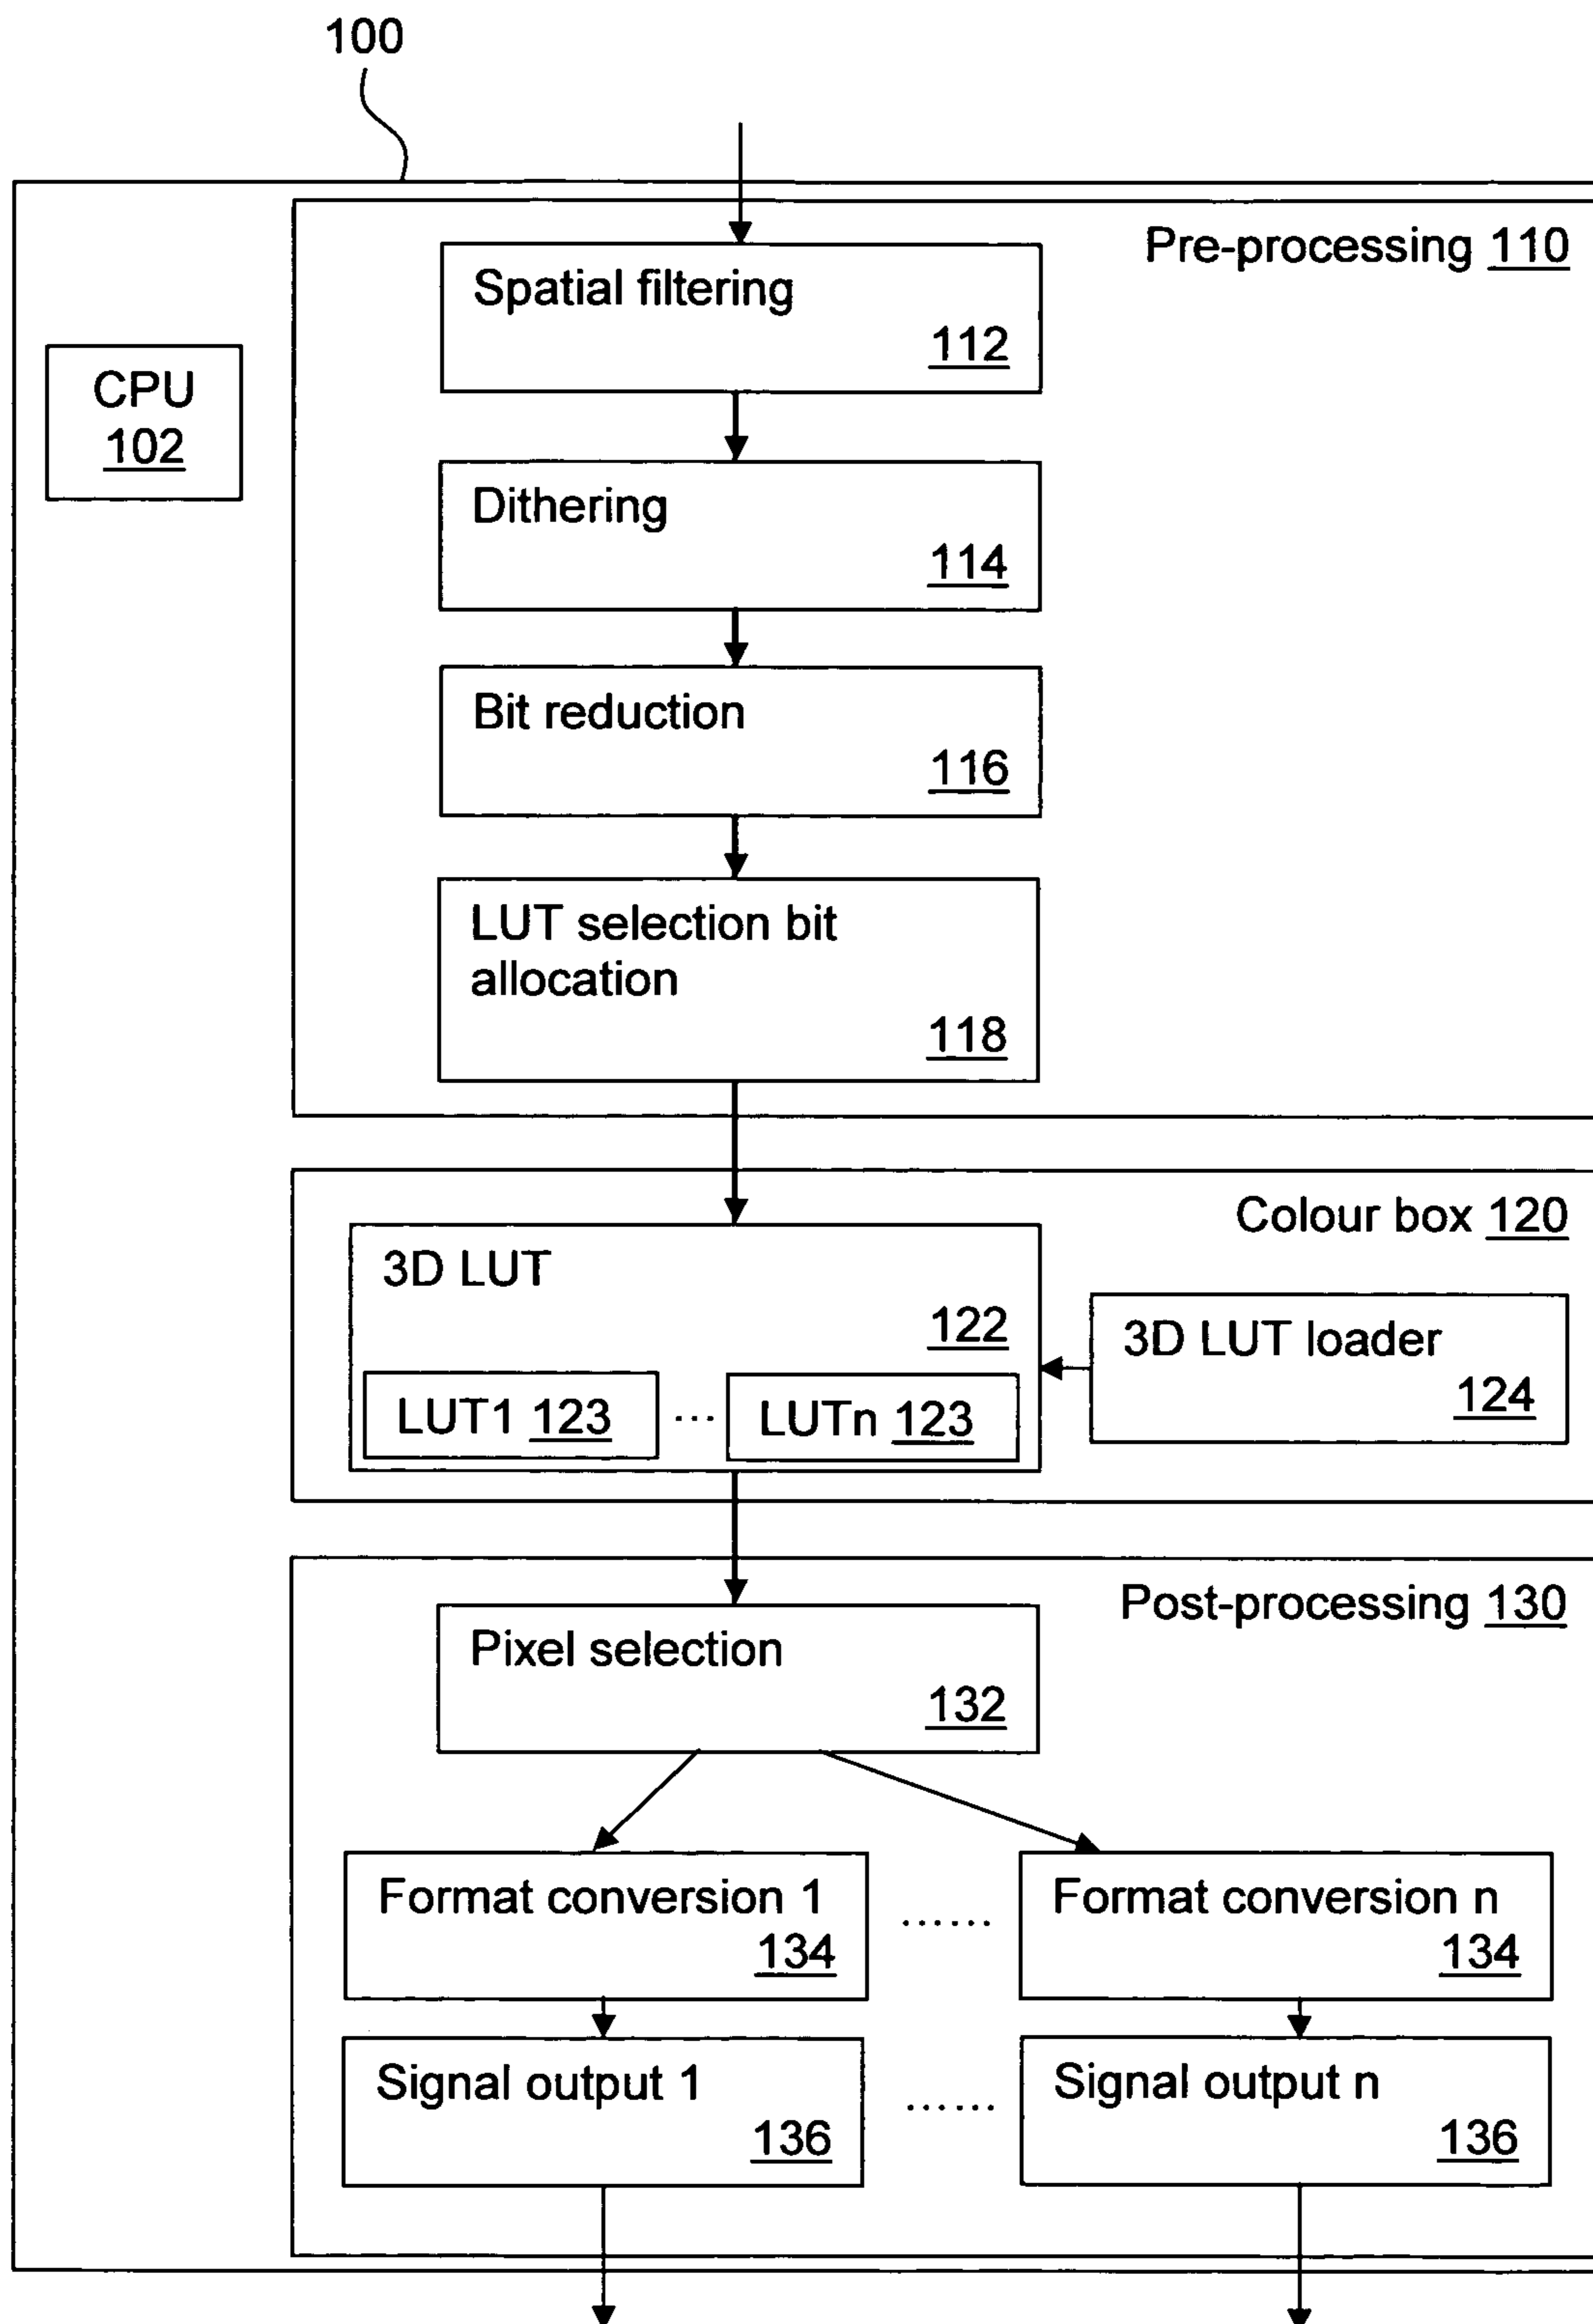 100
Pre-processing 110
Spatial filtering
112
CPU
102
Dithering
114
Bit reduction
116
LUT selection bit
allocation
118
Colour box 120
3D LUT
122
3D LUT loader
124
LUT1 123 ... LUTn 123
Post-processing 130
Pixel selection
132
Format conversion 1
134
......
Format conversion n
134
Signal output 1
136
......
Signal output n
136